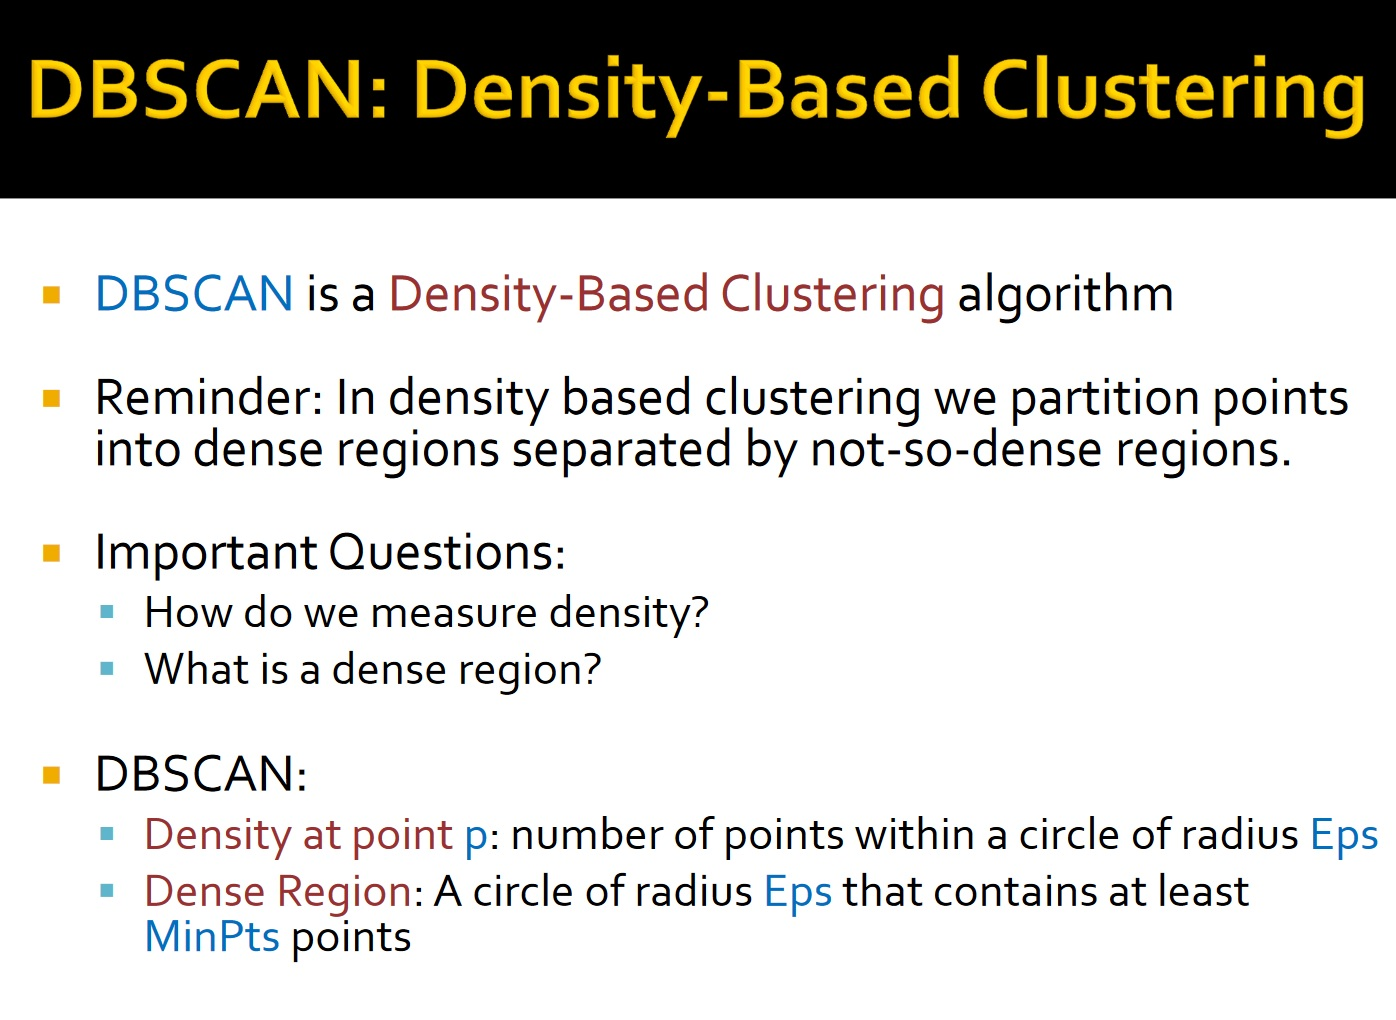 DBSCAN: Density-Based Clustering
DBSCAN is a Density-Based Clustering algorithm
Reminder: In density based clustering we partition points
into dense regions separated by not-so-dense regions.
Important Questions:
How do we measure density?
What is a dense region?
DBSCAN:
Density at point p: number of points within a circle of radius Eps
Dense Region: A circle of radius Eps that contains at least
MinPts points